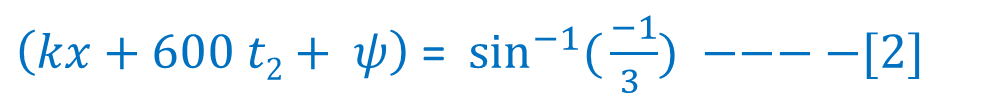 (kx + 600 t₂ + ψ) = sin⁻¹(−1/3) −−−−[2]